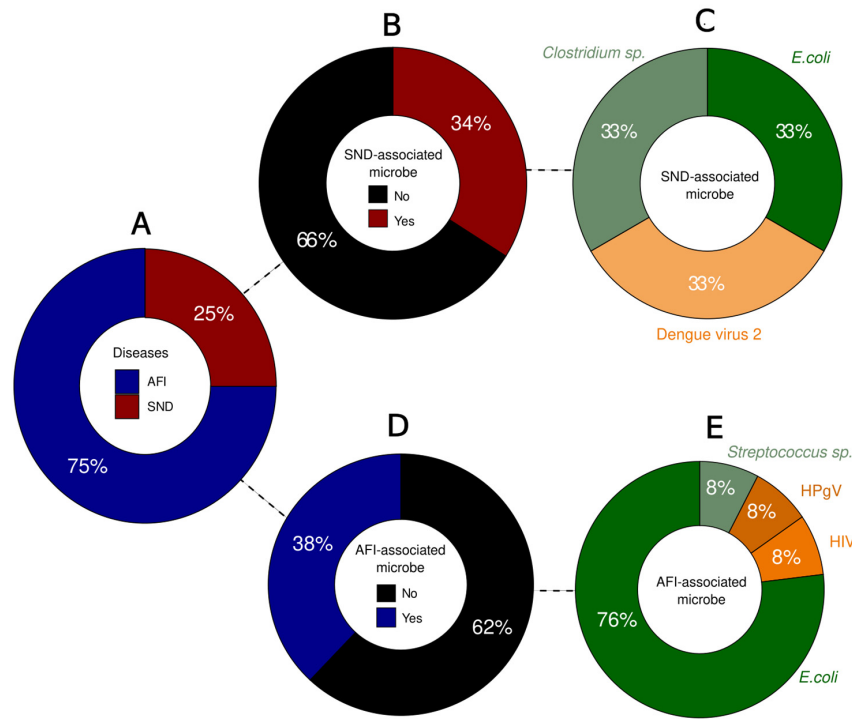 B
C
Clostridium sp.
E.coli
34%
33%
33%
SND-associated
microbe
No
Yes
SND-associated
microbe
66%
33%
Dengue virus 2
A
25%
Diseases
AFI
SND
75%
D
E
Streptococcus sp.
8%
HPgV
8%
HIV
8%
38%
AFI-associated
microbe
No
Yes
62%
AFI-associated
microbe
76%
E.coli